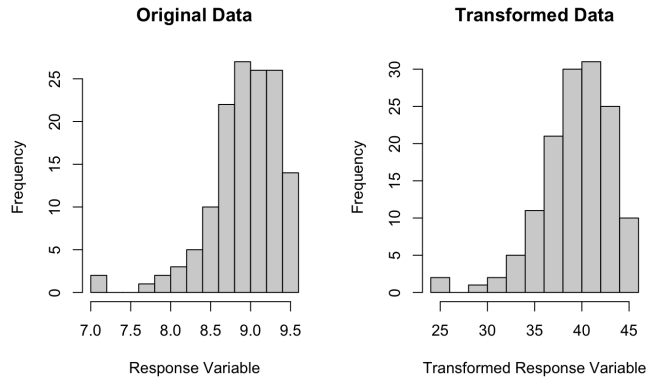 Original Data
Frequency
0 5 10 15 20 25
7.0 7.5 8.0 8.5 9.0 9.5
Response Variable
Transformed Data
Frequency
0 5 10 15 20 25 30
25 30 35 40 45
Transformed Response Variable